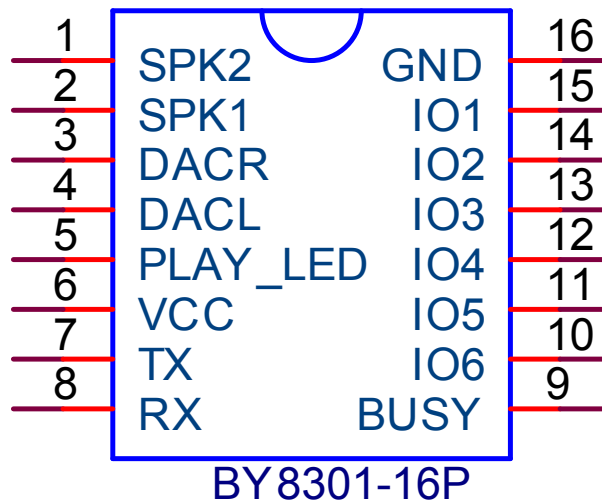 1 SPK2 GND 16
2 SPK1 IO1 15
3 DACR IO2 14
4 DACL IO3 13
5 PLAY_LED IO4 12
6 VCC IO5 11
7 TX IO6 10
8 RX BUSY 9
BY8301-16P